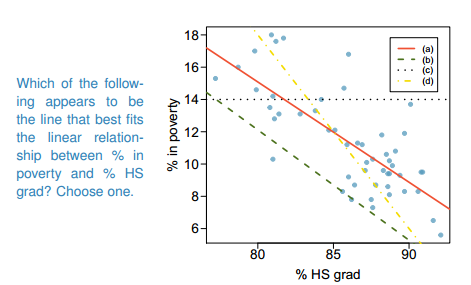 Which of the follow-
ing appears to be
the line that best fits
the linear relation-
ship between % in
poverty and % HS
grad? Choose one.
18
16
14
12
10
8
6
% in poverty
80 85 90
% HS grad
(a)
(b)
(c)
(d)